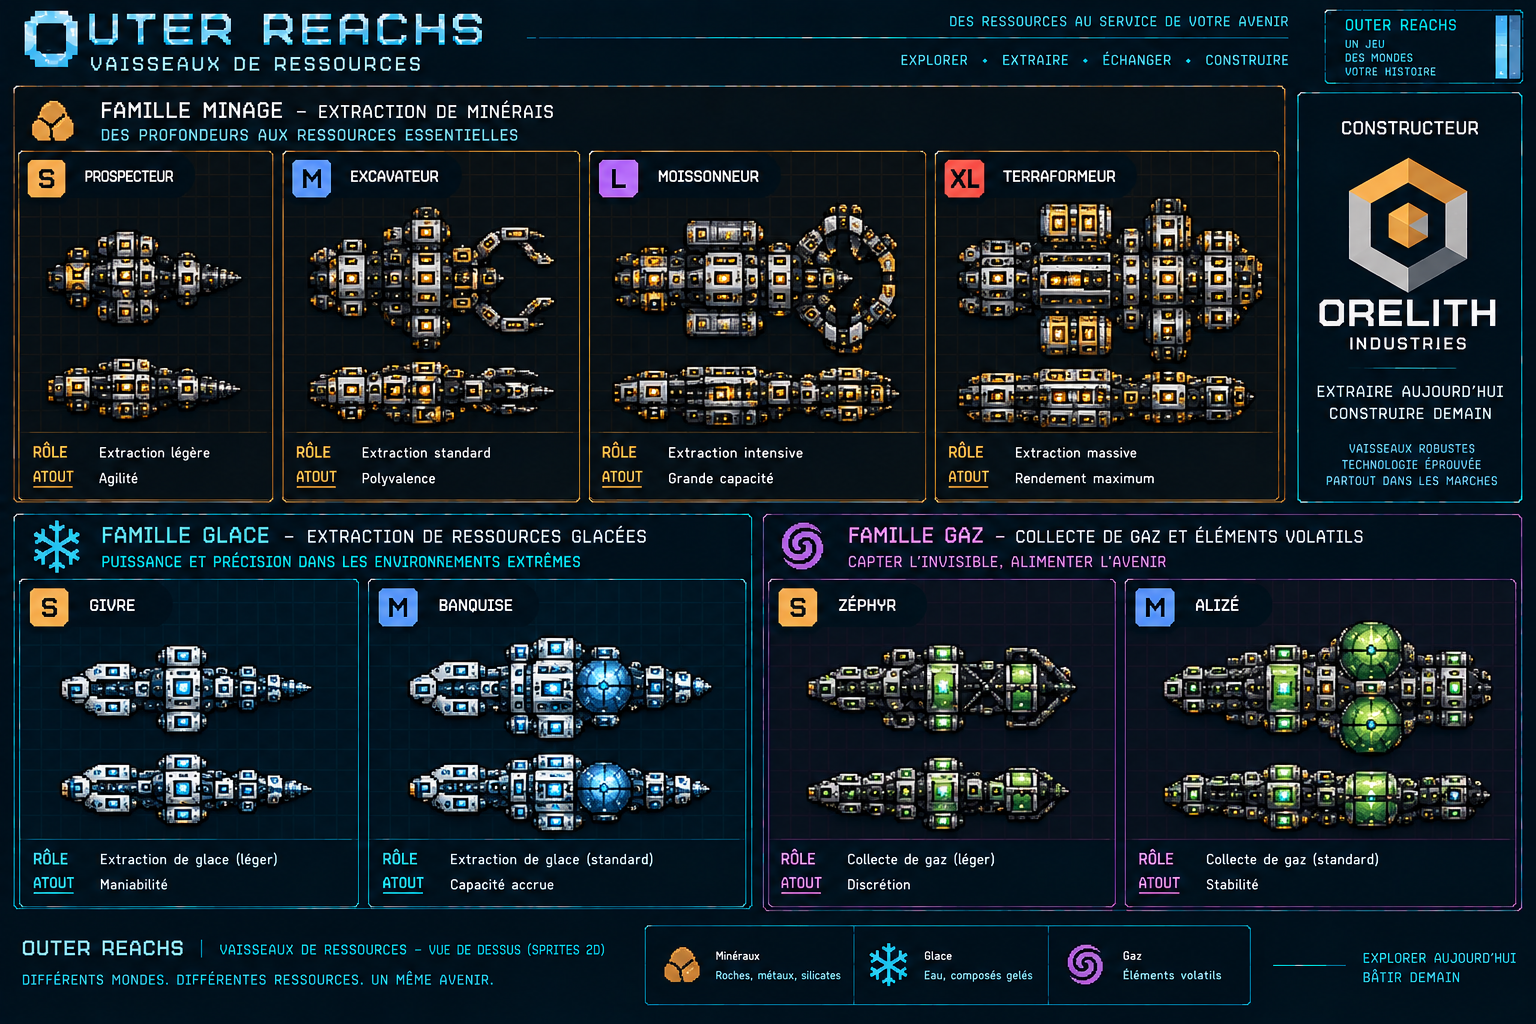 OUTER REACHS
VAISSEAUX DE RESSOURCES
DES RESSOURCES AU SERVICE DE VOTRE AVENIR
EXPLORER • EXTRAIRE • ÉCHANGER • CONSTRUIRE
OUTER REACHS
UN JEU
DES MONDES
VOTRE HISTOIRE
FAMILLE MINAGE – EXTRACTION DE MINÉRAIS
DES PROFONDEURS AUX RESSOURCES ESSENTIELLES
S PROSPECTEUR
RÔLE Extraction légère
ATOUT Agilité
M EXCAVATEUR
RÔLE Extraction standard
ATOUT Polyvalence
L MOISSONNEUR
RÔLE Extraction intensive
ATOUT Grande capacité
XL TERRAFORMEUR
RÔLE Extraction massive
ATOUT Rendement maximum
CONSTRUCTEUR
ORELITH
INDUSTRIES
EXTRAIRE AUJOURD'HUI
CONSTRUIRE DEMAIN
VAISSEAUX ROBUSTES
TECHNOLOGIE ÉPROUVÉE
PARTOUT DANS LES MARCHES
FAMILLE GLACE – EXTRACTION DE RESSOURCES GLACÉES
PUISSANCE ET PRÉCISION DANS LES ENVIRONNEMENTS EXTRÊMES
S GIVRE
RÔLE Extraction de glace (léger)
ATOUT Maniabilité
M BANQUISE
RÔLE Extraction de glace (standard)
ATOUT Capacité accrue
FAMILLE GAZ – COLLECTE DE GAZ ET ÉLÉMENTS VOLATILS
CAPTER L'INVISIBLE, ALIMENTER L'AVENIR
S ZÉPHYR
RÔLE Collecte de gaz (léger)
ATOUT Discrétion
M ALIZÉ
RÔLE Collecte de gaz (standard)
ATOUT Stabilité
OUTER REACHS | VAISSEAUX DE RESSOURCES – VUE DE DESSUS (SPRITES 2D)
DIFFÉRENTS MONDES. DIFFÉRENTES RESSOURCES. UN MÊME AVENIR.
Minéraux
Roches, métaux, silicates
Glace
Eau, composés gelés
Gaz
Éléments volatils
EXPLORER AUJOURD'HUI
BÂTIR DEMAIN